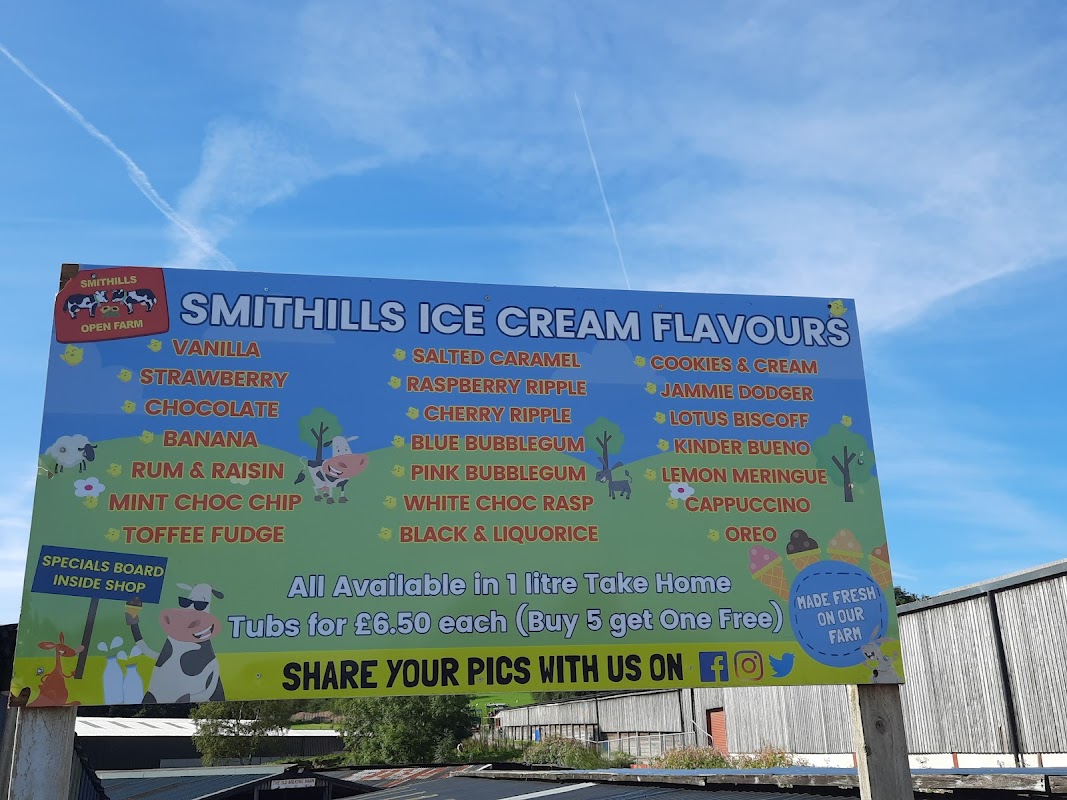 SMITHILLS
OPEN FARM
SMITHILLS ICE CREAM FLAVOURS
VANILLA
STRAWBERRY
CHOCOLATE
BANANA
RUM & RAISIN
MINT CHOC CHIP
TOFFEE FUDGE
SALTED CARAMEL
RASPBERRY RIPPLE
CHERRY RIPPLE
BLUE BUBBLEGUM
PINK BUBBLEGUM
WHITE CHOC RASP
BLACK & LIQUORICE
COOKIES & CREAM
JAMMIE DODGER
LOTUS BISCOFF
KINDER BUENO
LEMON MERINGUE
CAPPUCCINO
OREO
SPECIALS BOARD
INSIDE SHOP
All Available in 1 litre Take Home
Tubs for £6.50 each (Buy 5 get One Free)
MADE FRESH
ON OUR
FARM
SHARE YOUR PICS WITH US ON